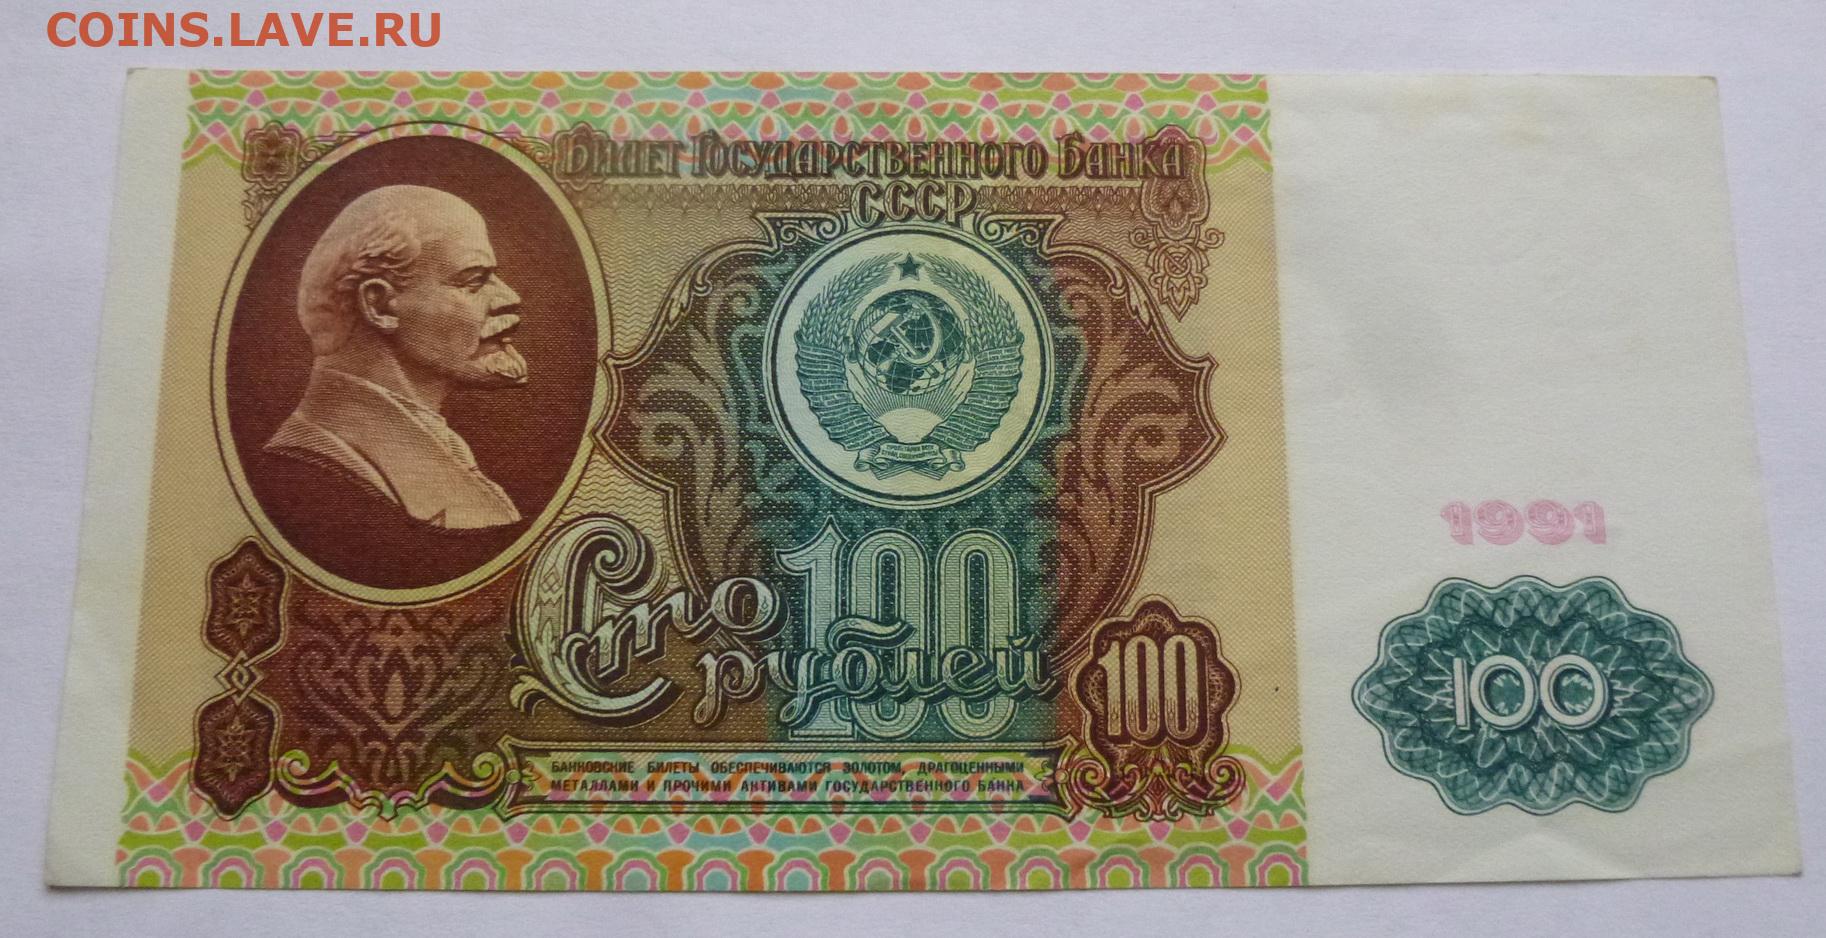 COINS.LAVE.RU
Билет Государственного Банка
СССР
100
Сто
рублей
100
1991
100
БАНКОВСКИЕ БИЛЕТЫ ОБЕСПЕЧИВАЮТСЯ ЗОЛОТОМ, ДРАГОЦЕННЫМИ
МЕТАЛЛАМИ И ПРОЧИМИ АКТИВАМИ ГОСУДАРСТВЕННОГО БАНКА